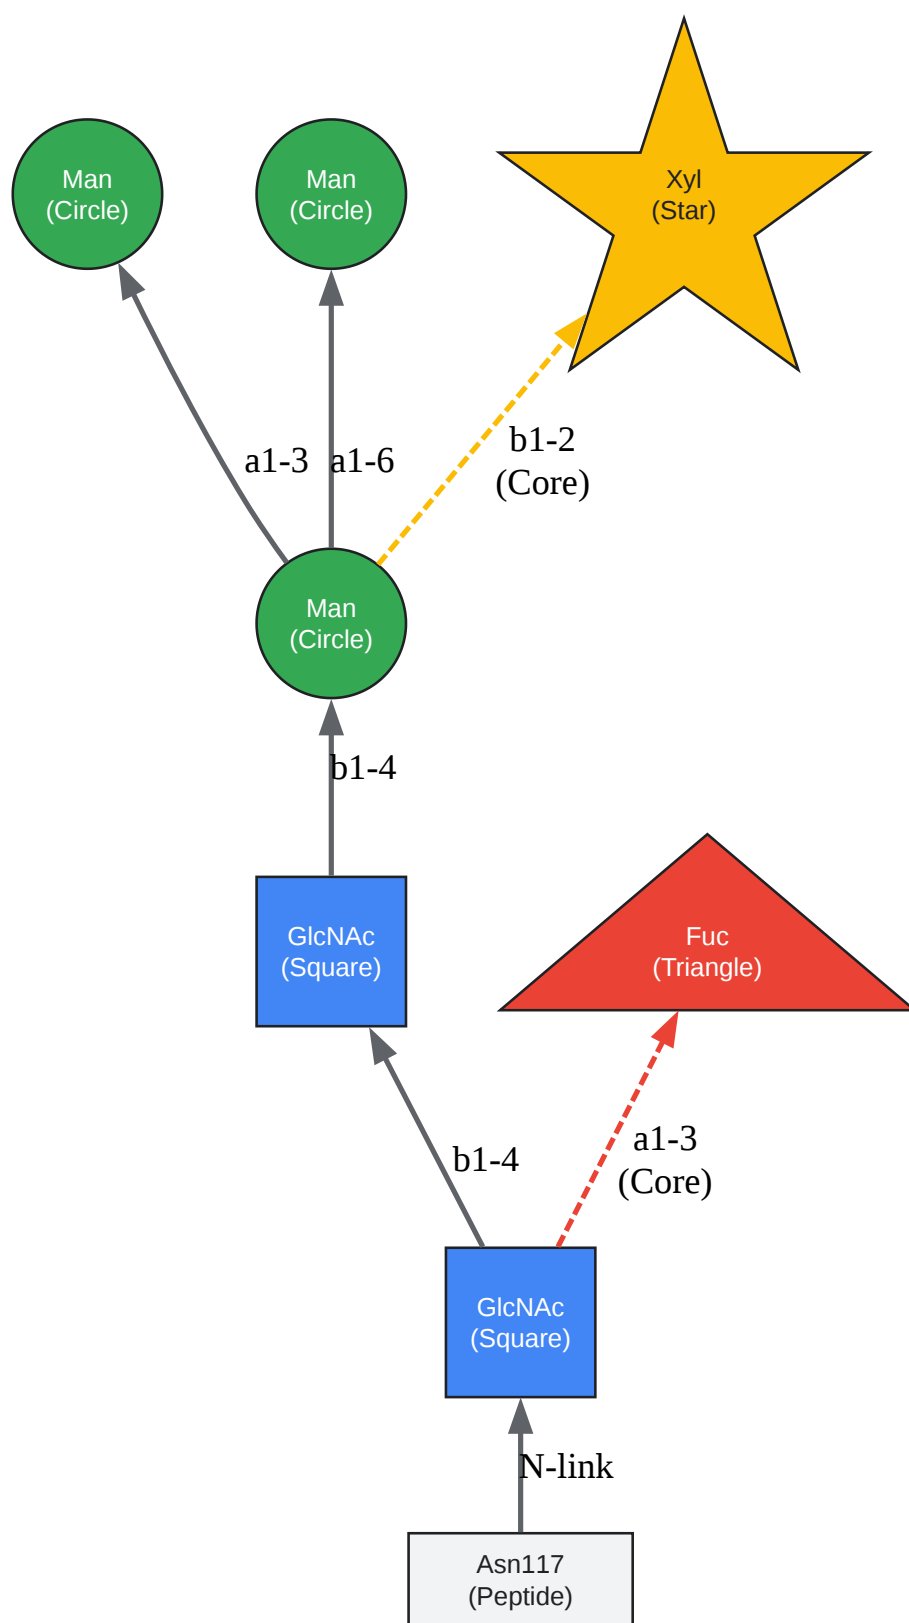 Man
(Circle)
Man
(Circle)
Xyl
(Star)
a1-3
a1-6
b1-2
(Core)
Man
(Circle)
b1-4
GlcNAc
(Square)
Fuc
(Triangle)
b1-4
a1-3
(Core)
GlcNAc
(Square)
N-link
Asn117
(Peptide)